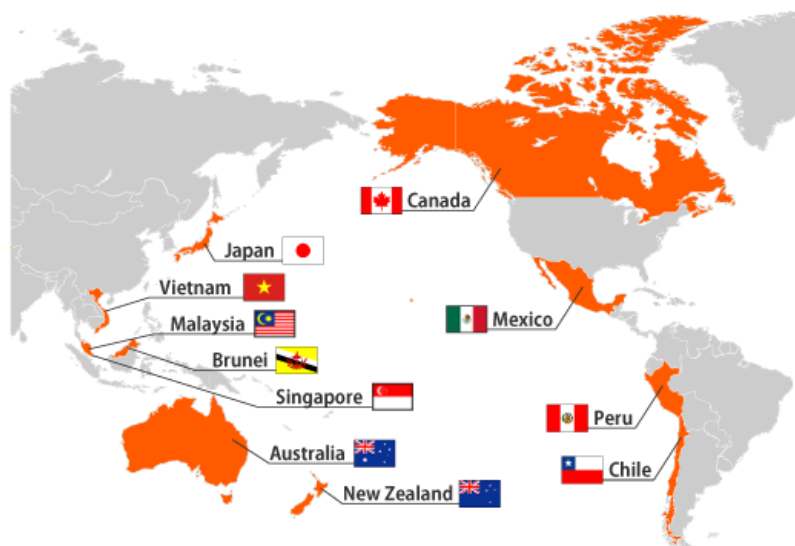 Canada
Japan
Vietnam
Malaysia
Mexico
Brunei
Singapore
Peru
Australia
Chile
New Zealand